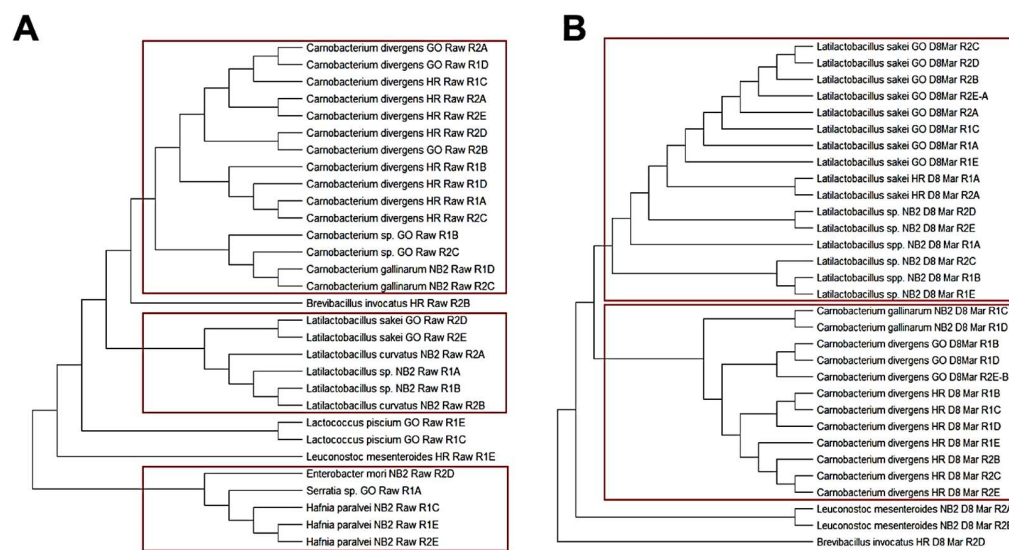 A
Carnobacterium divergens GO Raw R2A
Carnobacterium divergens GO Raw R1D
Carnobacterium divergens HR Raw R1C
Carnobacterium divergens HR Raw R2A
Carnobacterium divergens HR Raw R2E
Carnobacterium divergens HR Raw R2D
Carnobacterium divergens GO Raw R2B
Carnobacterium divergens HR Raw R1B
Carnobacterium divergens HR Raw R1D
Carnobacterium divergens HR Raw R1A
Carnobacterium divergens HR Raw R2C
Carnobacterium sp. GO Raw R1B
Carnobacterium sp. GO Raw R2C
Carnobacterium gallinarum NB2 Raw R1D
Carnobacterium gallinarum NB2 Raw R2C
Brevibacillus invocatus HR Raw R2B
Latilactobacillus sakei GO Raw R2D
Latilactobacillus sakei GO Raw R2E
Latilactobacillus curvatus NB2 Raw R2A
Latilactobacillus sp. NB2 Raw R1A
Latilactobacillus sp. NB2 Raw R1B
Latilactobacillus curvatus NB2 Raw R2B
Lactococcus piscium GO Raw R1E
Lactococcus piscium GO Raw R1C
Leuconostoc mesenteroides HR Raw R1E
Enterobacter mori NB2 Raw R2D
Serratia sp. GO Raw R1A
Hafnia paralvei NB2 Raw R1C
Hafnia paralvei NB2 Raw R1E
Hafnia paralvei NB2 Raw R2E
B
Latilactobacillus sakei GO D8Mar R2C
Latilactobacillus sakei GO D8Mar R2D
Latilactobacillus sakei GO D8Mar R2B
Latilactobacillus sakei GO D8Mar R2E-A
Latilactobacillus sakei GO D8Mar R2A
Latilactobacillus sakei GO D8Mar R1C
Latilactobacillus sakei GO D8Mar R1A
Latilactobacillus sakei GO D8Mar R1E
Latilactobacillus sakei HR D8 Mar R1A
Latilactobacillus sakei HR D8 Mar R2A
Latilactobacillus sp. NB2 D8 Mar R2D
Latilactobacillus sp. NB2 D8 Mar R2E
Latilactobacillus spp. NB2 D8 Mar R1A
Latilactobacillus sp. NB2 D8 Mar R2C
Latilactobacillus spp. NB2 D8 Mar R1B
Latilactobacillus sp. NB2 D8 Mar R1E
Carnobacterium gallinarum NB2 D8 Mar R1C
Carnobacterium gallinarum NB2 D8 Mar R1D
Carnobacterium divergens GO D8Mar R1B
Carnobacterium divergens GO D8Mar R1D
Carnobacterium divergens GO D8Mar R2E-B
Carnobacterium divergens HR D8 Mar R1B
Carnobacterium divergens HR D8 Mar R1C
Carnobacterium divergens HR D8 Mar R1D
Carnobacterium divergens HR D8 Mar R1E
Carnobacterium divergens HR D8 Mar R2B
Carnobacterium divergens HR D8 Mar R2C
Carnobacterium divergens HR D8 Mar R2E
Leuconostoc mesenteroides NB2 D8 Mar R2A
Leuconostoc mesenteroides NB2 D8 Mar
Brevibacillus invocatus HR D8 Mar R2D